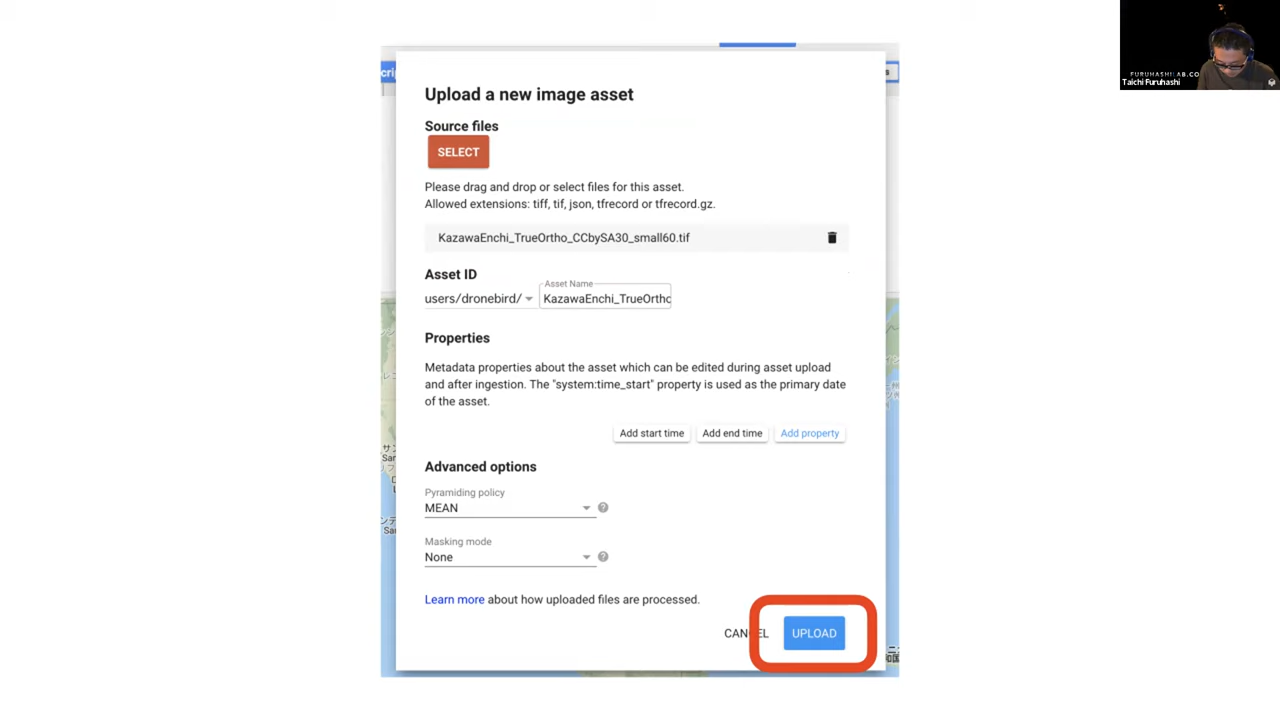 Upload a new image asset
Source files
SELECT
Please drag and drop or select files for this asset.
Allowed extensions: tiff, tif, json, tfrecord or tfrecord.gz.
KazawaEnchi_TrueOrtho_CCbySA30_small60.tif
Asset ID
users/dronebird/
Asset Name
KazawaEnchi_TrueOrtho
Properties
Metadata properties about the asset which can be edited during asset upload
and after ingestion. The "system:time_start" property is used as the primary date
of the asset.
Add start time Add end time Add property
Advanced options
Pyramiding policy
MEAN
Masking mode
None
Learn more about how uploaded files are processed.
CANCEL UPLOAD
FURUHASHILAB.CO
Taichi Furuhashi